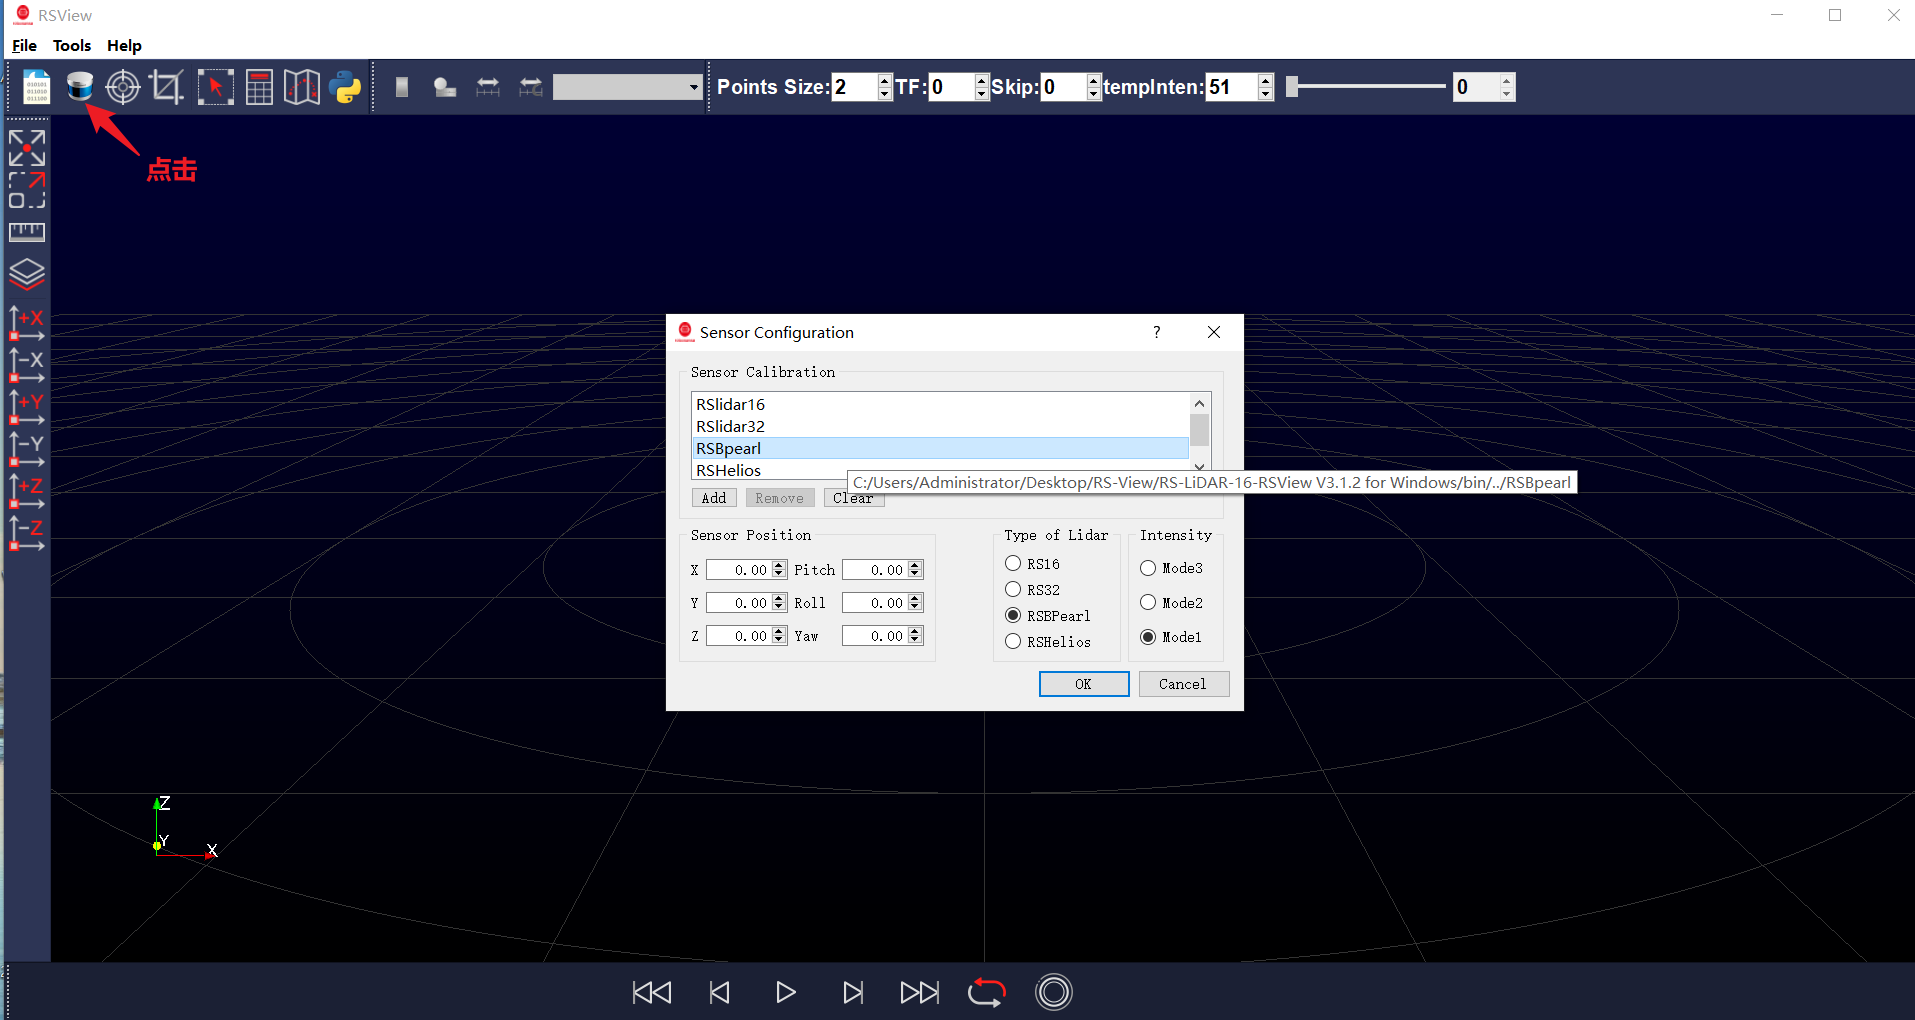 RSView
File Tools Help
Points Size: 2 TF: 0 Skip: 0 tempInten: 51 0
点击
+X
-X
+Y
-Y
+Z
-Z
Sensor Configuration ?
Sensor Calibration
RSlidar16
RSlidar32
RSBpearl
RSHelios
C:/Users/Administrator/Desktop/RS-View/RS-LiDAR-16-RSView V3.1.2 for Windows/bin/../RSBpearl
Add Remove Clear
Sensor Position
X 0.00 Pitch 0.00
Y 0.00 Roll 0.00
Z 0.00 Yaw 0.00
Type of Lidar
RS16
RS32
RSBPearl
RSHelios
Intensity
Mode3
Mode2
Mode1
OK Cancel
Z
Y
X